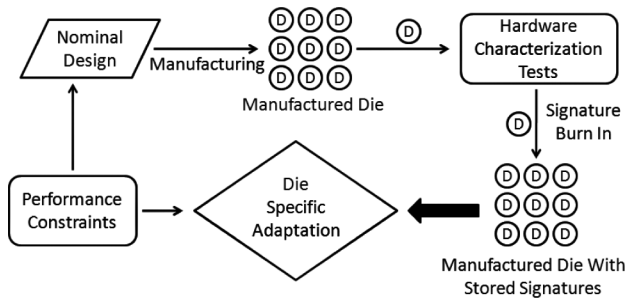 Nominal
Design
Manufacturing
D D D
D D D
D D D
Manufactured Die
D
Hardware
Characterization
Tests
D
Signature
Burn In
D D D
D D D
D D D
Manufactured Die With
Stored Signatures
Die
Specific
Adaptation
Performance
Constraints